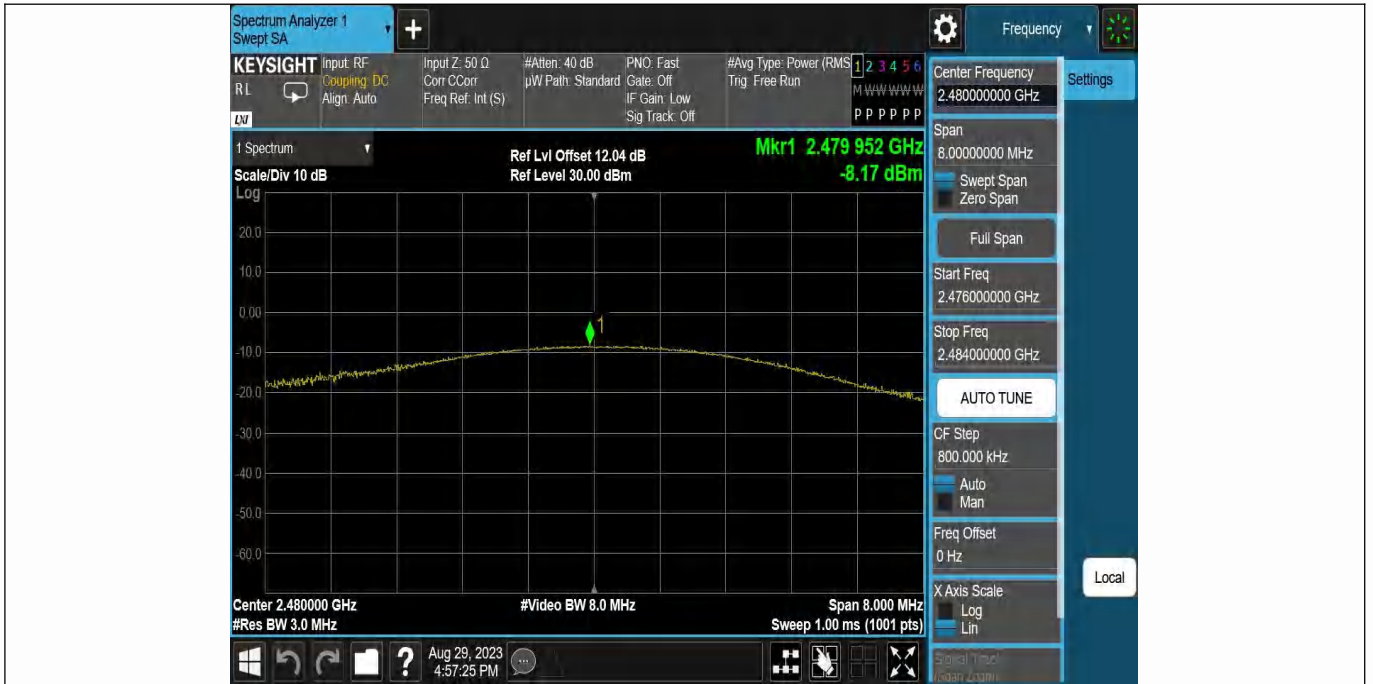 Spectrum Analyzer 1
Swept SA
+
Frequency
KEYSIGHT
RL
LXI
Input: RF
Coupling: DC
Align: Auto
Input Z: 50 Ω
Corr CCorr
Freq Ref: Int (S)
#Atten: 40 dB
µW Path: Standard
PNO: Fast
Gate: Off
IF Gain: Low
Sig Track: Off
#Avg Type: Power (RMS
Trig: Free Run
1 2 3 4 5 6
M W W W W W
P P P P P P
1 Spectrum
Scale/Div 10 dB
Ref Lvl Offset 12.04 dB
Ref Level 30.00 dBm
Mkr1 2.479 952 GHz
-8.17 dBm
Log
20.0
10.0
0.00
-10.0
-20.0
-30.0
-40.0
-50.0
-60.0
1
Center 2.480000 GHz
#Video BW 8.0 MHz
Span 8.000 MHz
#Res BW 3.0 MHz
Sweep 1.00 ms (1001 pts)
Center Frequency
2.480000000 GHz
Settings
Span
8.00000000 MHz
Swept Span
Zero Span
Full Span
Start Freq
2.476000000 GHz
Stop Freq
2.484000000 GHz
AUTO TUNE
CF Step
800.000 kHz
Auto
Man
Freq Offset
0 Hz
X Axis Scale
Log
Lin
Signal Track
(Span Zoom)
Local
?
Aug 29, 2023
4:57:25 PM